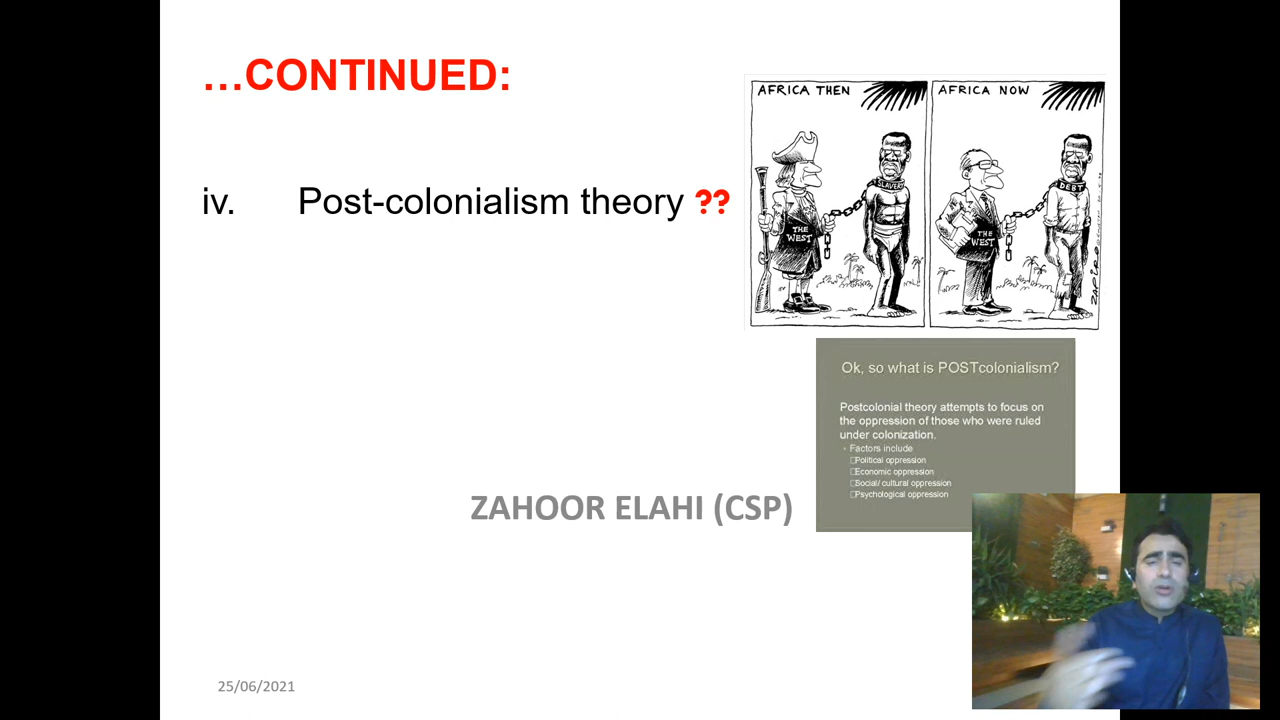 …CONTINUED:
iv. Post-colonialism theory ??
AFRICA THEN
SLAVERY
THE
WEST
AFRICA NOW
DEBT
THE
WEST
ZAPIRO
Ok, so what is POSTcolonialism?
Postcolonial theory attempts to focus on
the oppression of those who were ruled
under colonization.
Factors include
Political oppression
Economic oppression
Social/ cultural oppression
Psychological oppression
ZAHOOR ELAHI (CSP)
25/06/2021